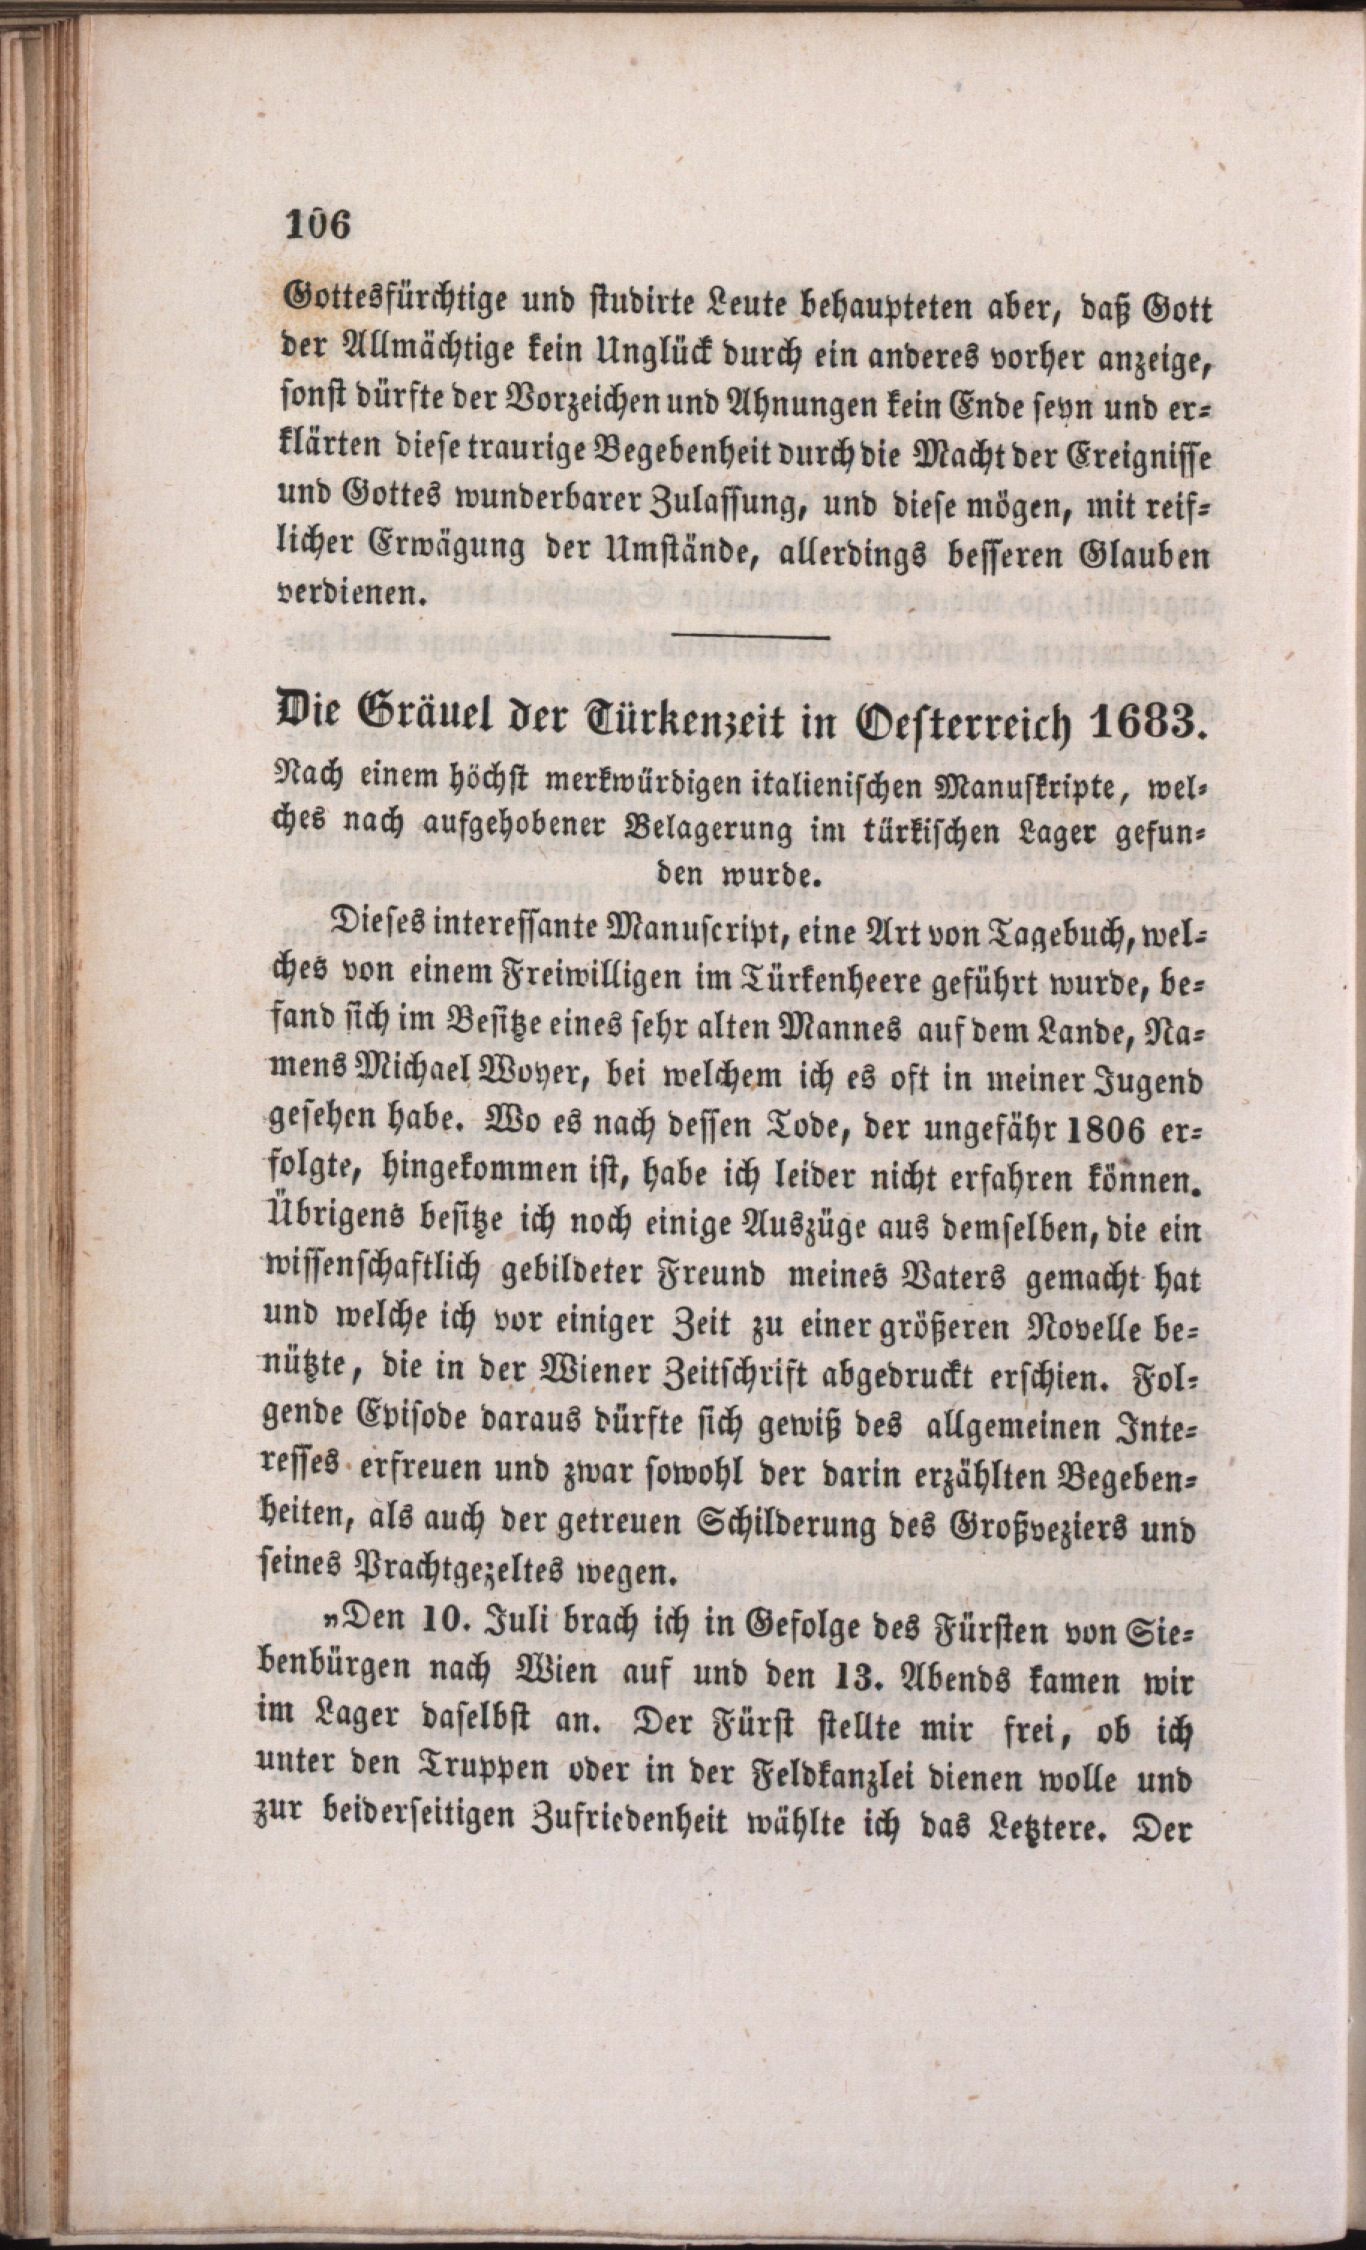 106
Gottesfürchtige und studirte Leute behaupteten aber, daß Gott
der Allmächtige kein Unglück durch ein anderes vorher anzeige,
sonst dürfte der Vorzeichen und Ahnungen kein Ende seyn und er-
klärten diese traurige Begebenheit durch die Macht der Ereignisse
und Gottes wunderbarer Zulassung, und diese mögen, mit reif-
licher Erwägung der Umstände, allerdings besseren Glauben
verdienen.
Die Gräuel der Türkenzeit in Oesterreich 1683.
Nach einem höchst merkwürdigen italienischen Manuskripte, wel-
ches nach aufgehobener Belagerung im türkischen Lager gefun-
den wurde.
Dieses interessante Manuscript, eine Art von Tagebuch, wel-
ches von einem Freiwilligen im Türkenheere geführt wurde, be-
fand sich im Besitze eines sehr alten Mannes auf dem Lande, Na-
mens Michael Woyer, bei welchem ich es oft in meiner Jugend
gesehen habe. Wo es nach dessen Tode, der ungefähr 1806 er-
folgte, hingekommen ist, habe ich leider nicht erfahren können.
Übrigens besitze ich noch einige Auszüge aus demselben, die ein
wissenschaftlich gebildeter Freund meines Vaters gemacht hat
und welche ich vor einiger Zeit zu einer größeren Novelle be-
nützte, die in der Wiener Zeitschrift abgedruckt erschien. Fol-
gende Episode daraus dürfte sich gewiß des allgemeinen Inte-
resses erfreuen und zwar sowohl der darin erzählten Begeben-
heiten, als auch der getreuen Schilderung des Großveziers und
seines Prachtgezeltes wegen.
„Den 10. Juli brach ich in Gefolge des Fürsten von Sie-
benbürgen nach Wien auf und den 13. Abends kamen wir
im Lager daselbst an. Der Fürst stellte mir frei, ob ich
unter den Truppen oder in der Feldkanzlei dienen wolle und
zur beiderseitigen Zufriedenheit wählte ich das Letztere. Der